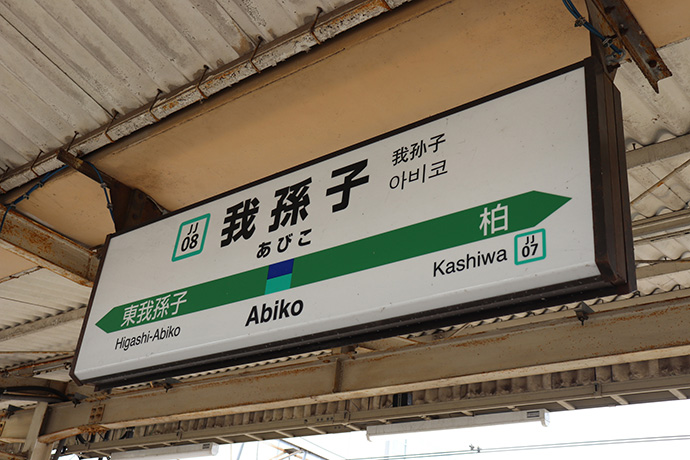 JJ
08
我孫子
あびこ
我孙子
아비코
東我孫子
柏
Higashi-Abiko
Abiko
Kashiwa
JJ
07